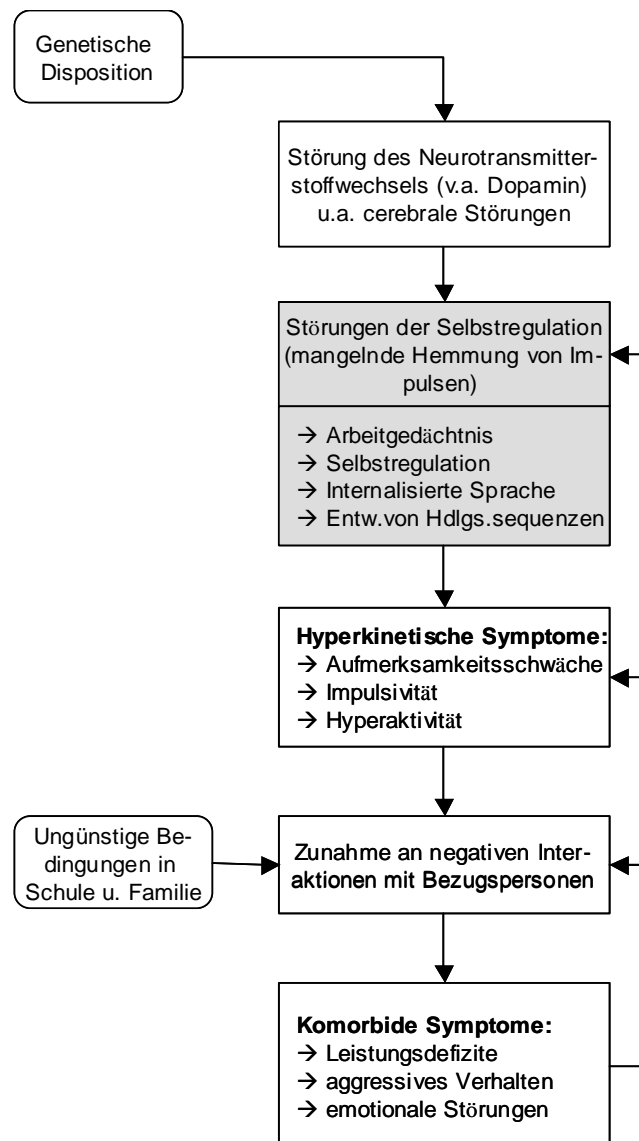 Genetische
Disposition
Störung des Neurotransmitter-
stoffwechsels (v.a. Dopamin)
u.a. cerebrale Störungen
Störungen der Selbstregulation
(mangelnde Hemmung von Im-
pulsen)
→ Arbeitgedächtnis
→ Selbstregulation
→ Internalisierte Sprache
→ Entw.von Hdlgs.sequenzen
Hyperkinetische Symptome:
→ Aufmerksamkeitsschwäche
→ Impulsivität
→ Hyperaktivität
Ungünstige Be-
dingungen in
Schule u. Familie
Zunahme an negativen Inter-
aktionen mit Bezugspersonen
Komorbide Symptome:
→ Leistungsdefizite
→ aggressives Verhalten
→ emotionale Störungen